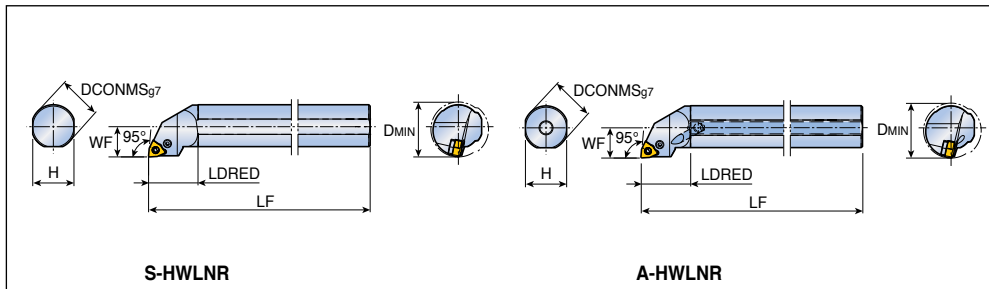 DCONMSg7
WF
95°
H
LDRED
LF
DMIN
S-HWLNR
DCONMSg7
WF
95°
H
LDRED
LF
DMIN
A-HWLNR